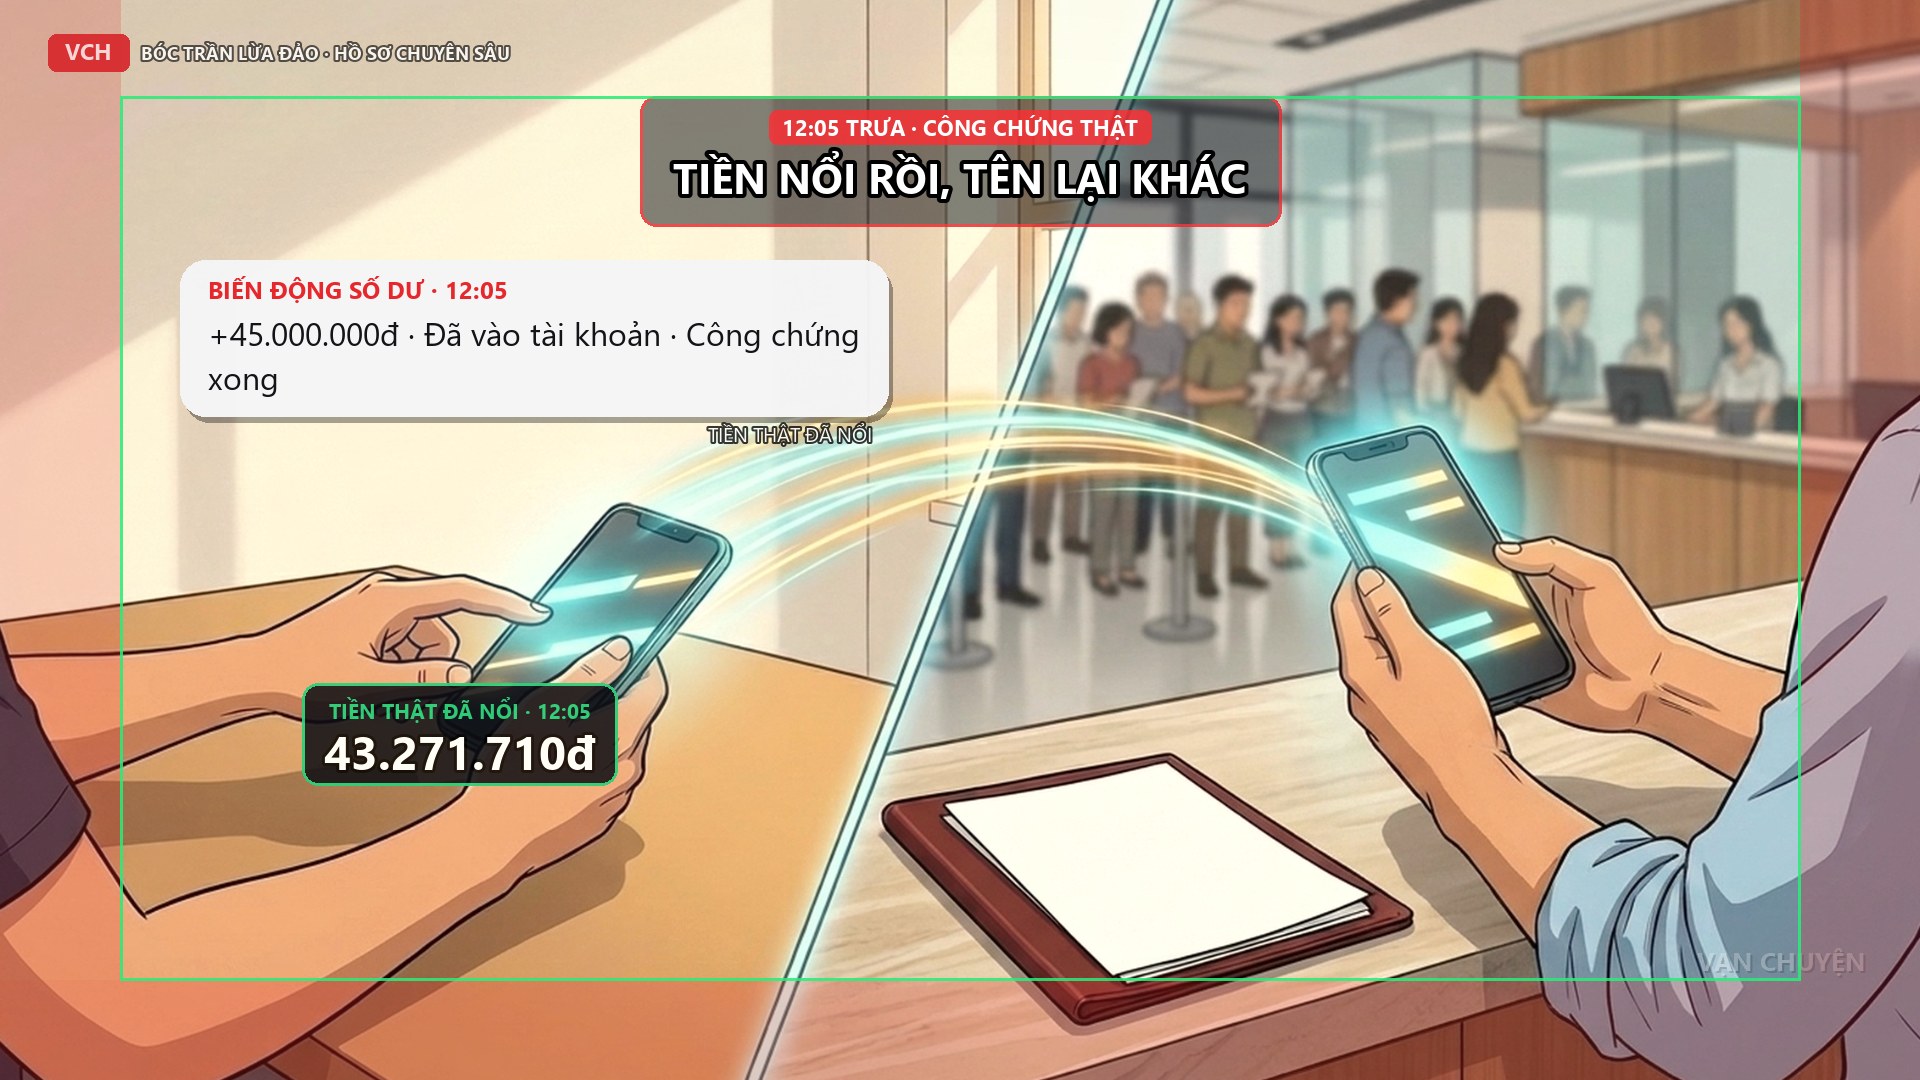 VCH BÓC TRẦN LỪA ĐẢO · HỒ SƠ CHUYÊN SÂU
12:05 TRƯA · CÔNG CHỨNG THẬT
TIỀN NỔI RỒI, TÊN LẠI KHÁC
BIẾN ĐỘNG SỐ DƯ · 12:05
+45.000.000đ · Đã vào tài khoản · Công chứng
xong
TIỀN THẬT ĐÃ NỔI
TIỀN THẬT ĐÃ NỔI · 12:05
43.271.710đ
VẠN CHUYỆN